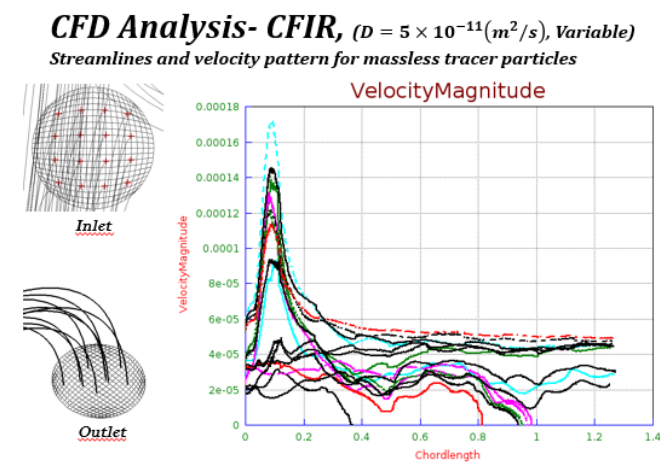 CFD Analysis- CFIR, (D = 5 × 10⁻¹¹(m²/s), Variable)
Streamlines and velocity pattern for massless tracer particles
Inlet
Outlet
VelocityMagnitude
VelocityMagnitude
0.00018
0.00016
0.00014
0.00012
0.0001
8e-05
6e-05
4e-05
2e-05
0
0 0.2 0.4 0.6 0.8 1 1.2 1.4
Chordlength